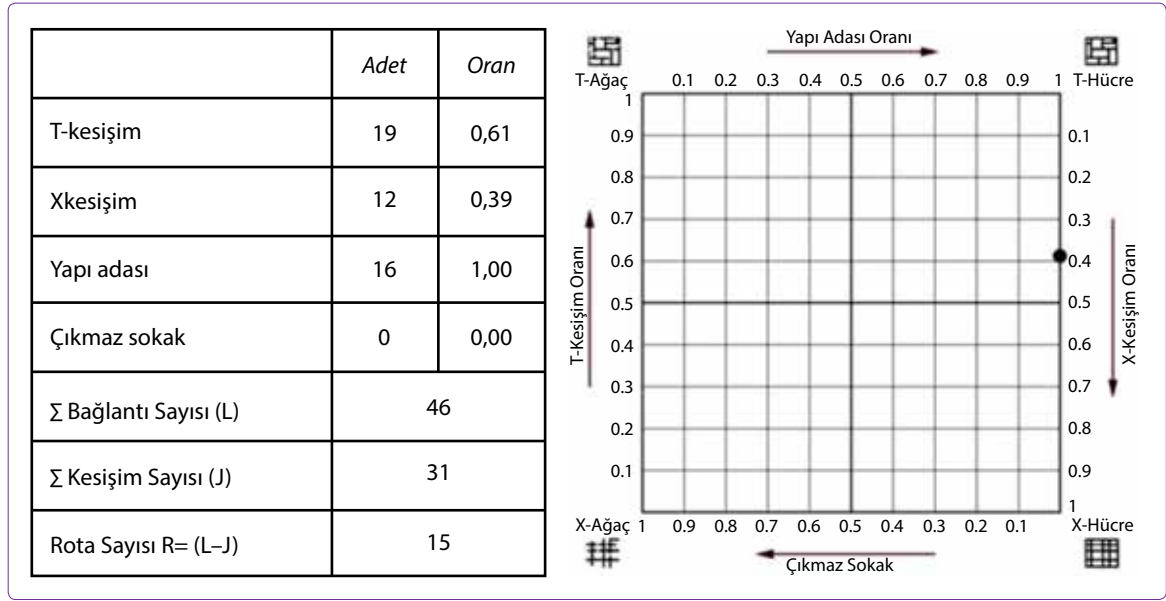 Adet Oran
T-kesişim 19 0,61
Xkesişim 12 0,39
Yapı adası 16 1,00
Çıkmaz sokak 0 0,00
∑ Bağlantı Sayısı (L) 46
∑ Kesişim Sayısı (J) 31
Rota Sayısı R= (L–J) 15
Yapı Adası Oranı
T-Ağaç 0.1 0.2 0.3 0.4 0.5 0.6 0.7 0.8 0.9 1 T-Hücre
1
0.9 0.1
0.8 0.2
0.7 0.3
0.6 0.4
0.5 0.5
0.4 0.6
0.3 0.7
0.2 0.8
0.1 0.9
1
T-Kesişim Oranı
X-Kesişim Oranı
X-Ağaç 1 0.9 0.8 0.7 0.6 0.5 0.4 0.3 0.2 0.1 X-Hücre
Çıkmaz Sokak